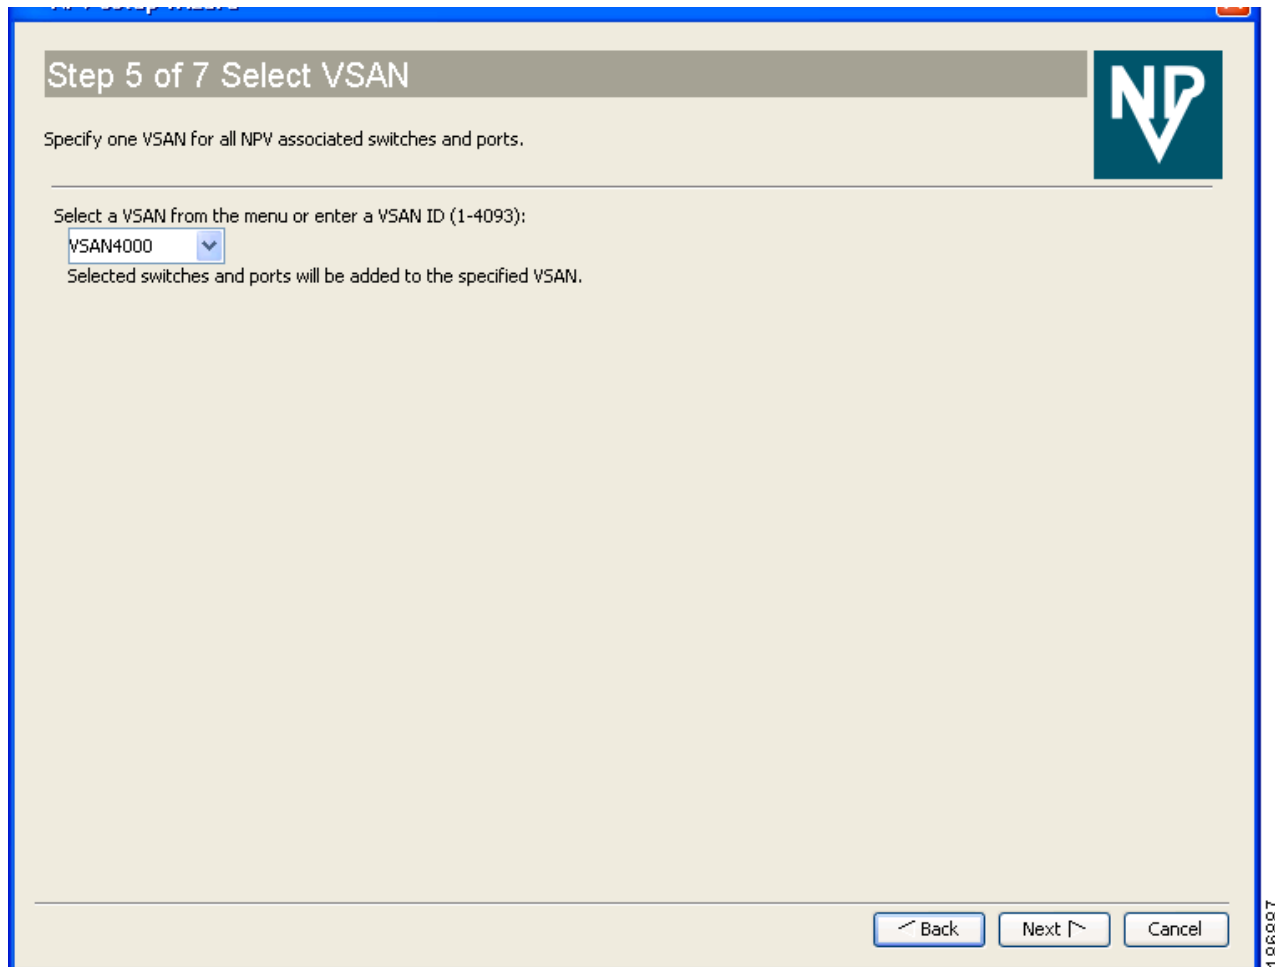 Step 5 of 7 Select VSAN
NPV
Specify one VSAN for all NPV associated switches and ports.
Select a VSAN from the menu or enter a VSAN ID (1-4093):
VSAN4000
Selected switches and ports will be added to the specified VSAN.
Back
Next
Cancel
186887